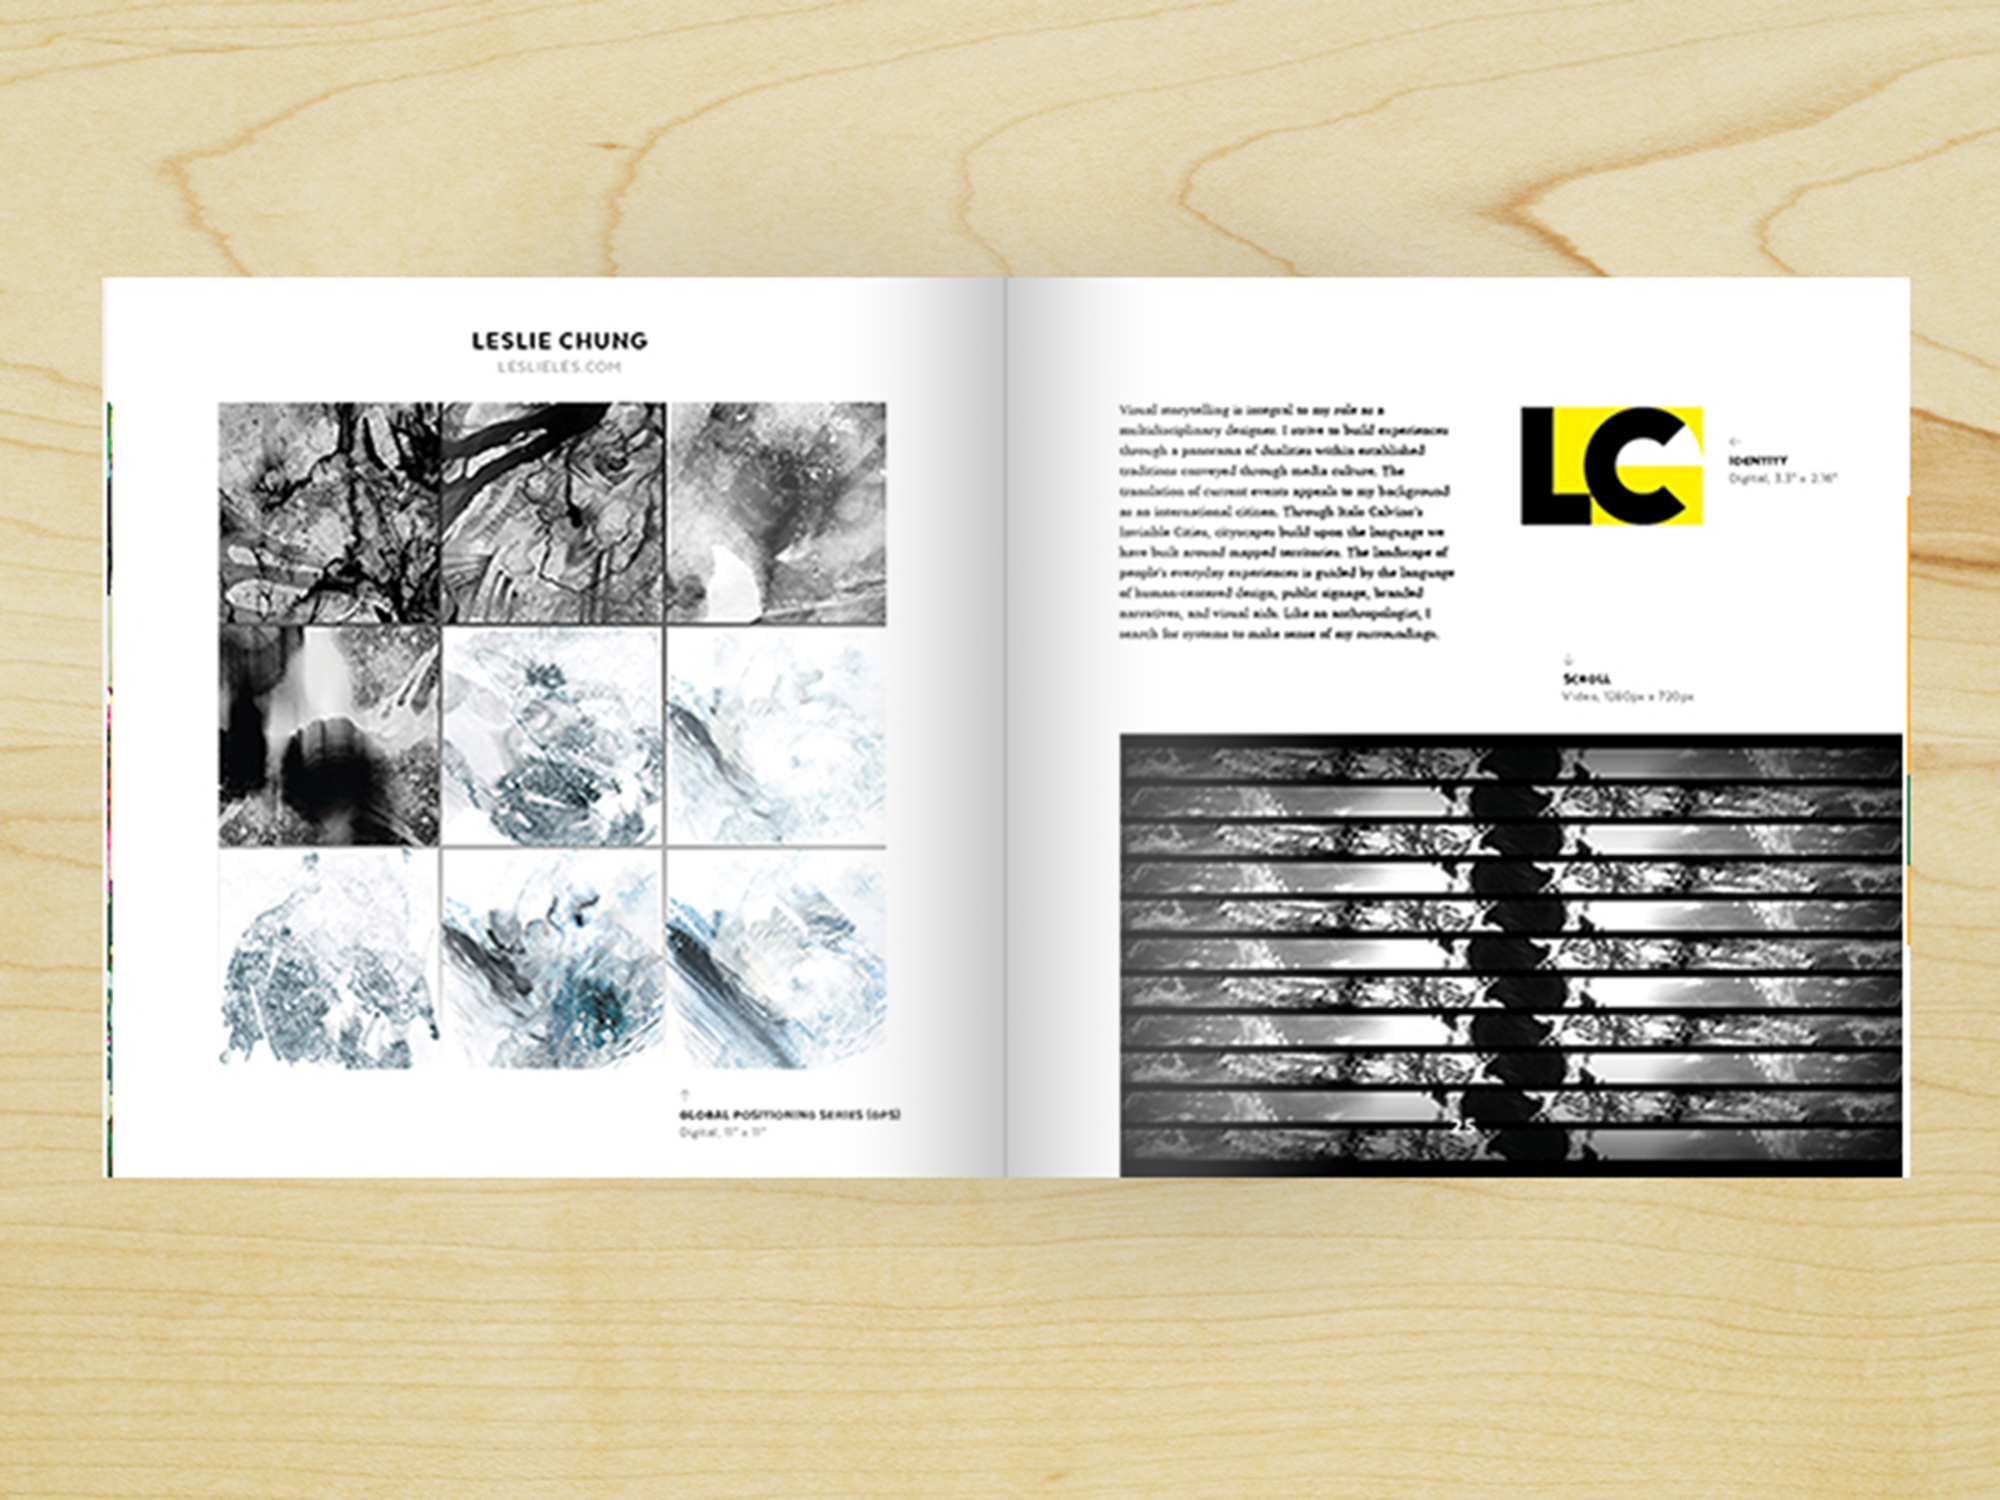 LESLIE CHUNG
LESLIELES.COM
↑
GLOBAL POSITIONING SERIES (GPS)
Digital, 11" x 11"
Visual storytelling is integral to my role as a
multidisciplinary designer. I strive to build experiences
through a panorama of dualities within established
traditions conveyed through media culture. The
translation of current events appeals to my background
as an international citizen. Through Italo Calvino's
Invisible Cities, cityscapes build upon the language we
have built around mapped territories. The landscape of
people's everyday experiences is guided by the language
of human-centered design, public signage, branded
narratives, and visual aids. Like an anthropologist, I
search for systems to make sense of my surroundings.
LC
←
IDENTITY
Digital, 3.3" x 2.16"
↓
SCROLL
Video, 1280px x 720px
25